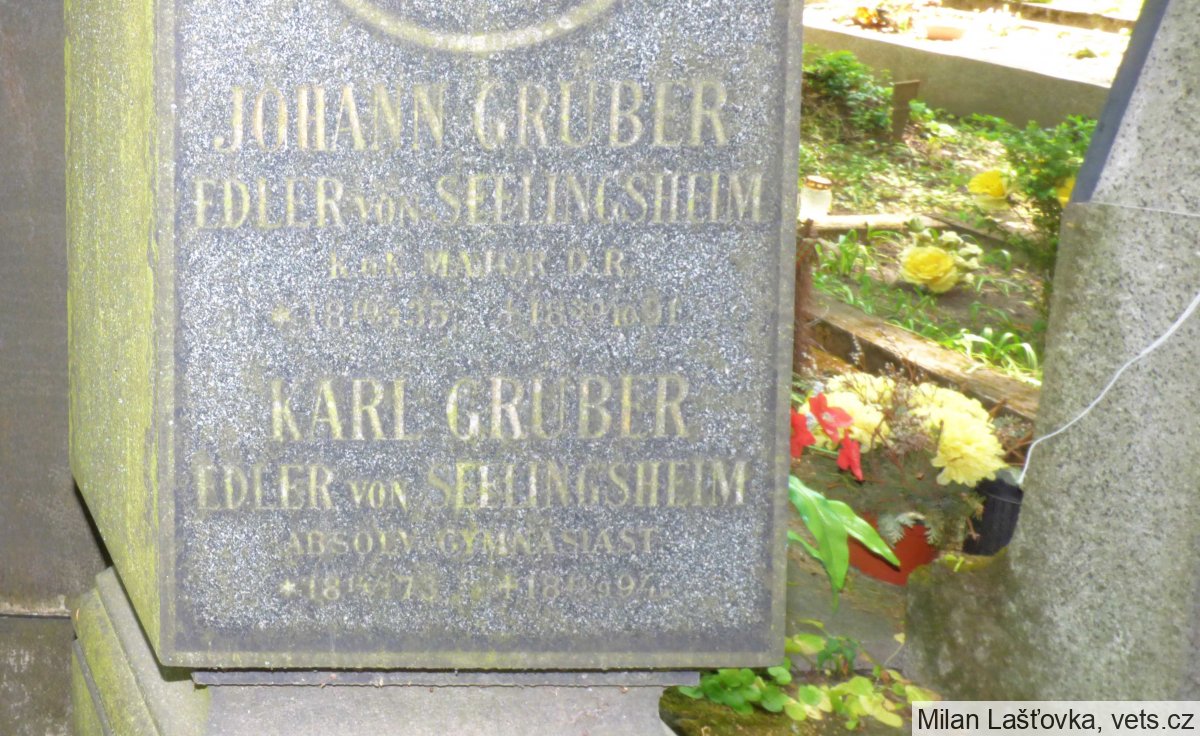 JOHANN GRUBER
EDLER VON SEELINGSHEIM
K.U.K. MAJOR D.R.
KARL GRUBER
EDLER VON SEELINGSHEIM
ABSOLV. GYMNASIAST
Milan Lašťovka, vets.cz